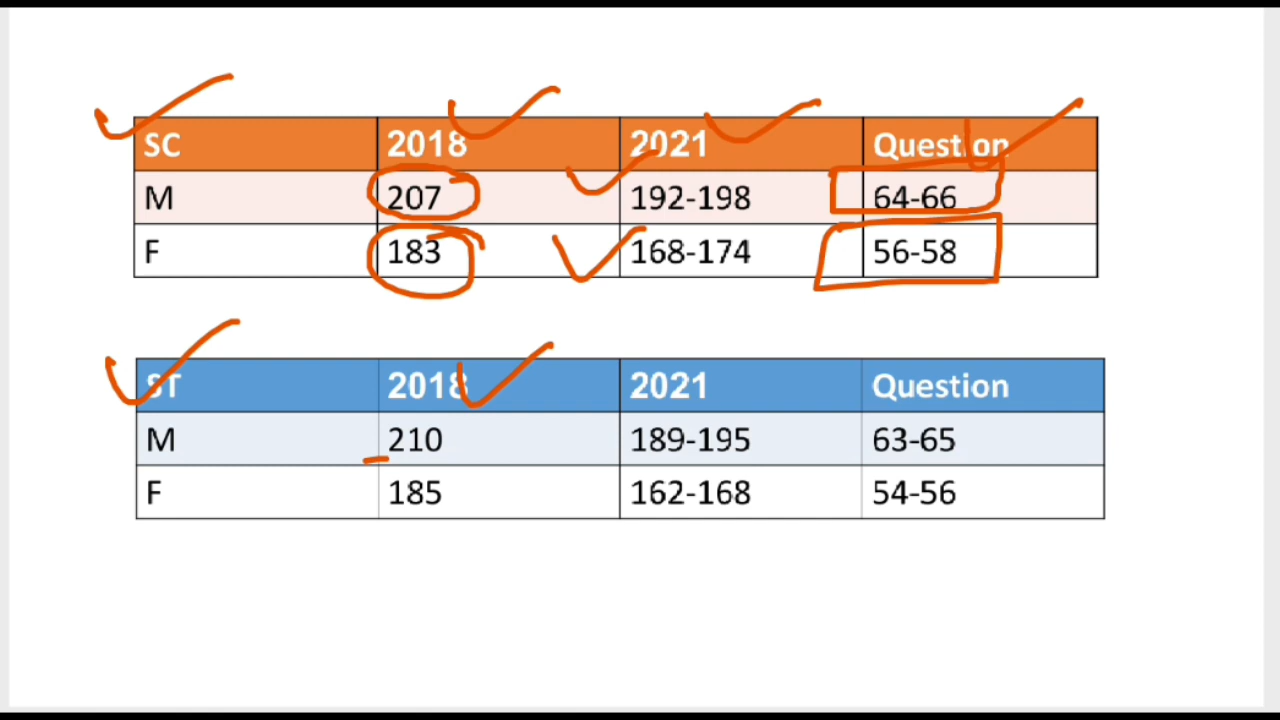 SC 2018 2021 Question
M 207 192-198 64-66
F 183 168-174 56-58
ST 2018 2021 Question
M 210 189-195 63-65
F 185 162-168 54-56